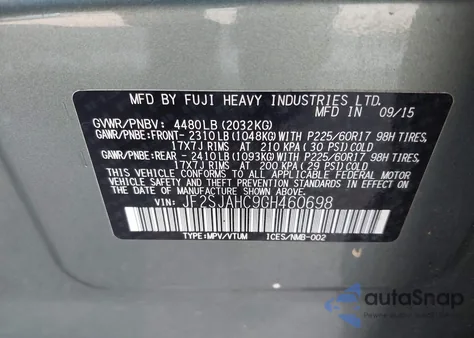 MFD BY FUJI HEAVY INDUSTRIES LTD.
MFD IN 09/15
GVWR/PNBV: 4480LB(2032KG)
GAWR/PNBE:FRONT- 2310LB(1048KG)WITH P225/60R17 98H TIRES,
17X7J RIMS AT 210 KPA(30 PSI)COLD
GAWR/PNBE:REAR - 2410LB(1093KG)WITH P225/60R17 98H TIRES,
17X7J RIMS AT 200 KPA(29 PSI)COLD
THIS VEHICLE CONFORMS TO ALL APPLICABLE FEDERAL MOTOR
VEHICLE SAFETY, BUMPER, AND THEFT PREVENTION STANDARDS
IN EFFECT ON THE DATE OF MANUFACTURE SHOWN ABOVE.
VIN: JF2SJAHC9GH460698
TYPE:MPV/VTUM ICES/NMB-002
autoSnap